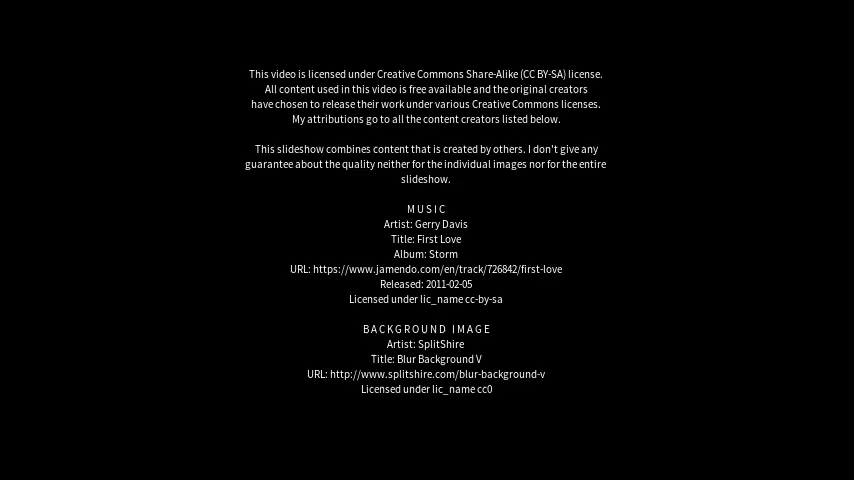 This video is licensed under Creative Commons Share-Alike (CC BY-SA) license.
All content used in this video is free available and the original creators
have chosen to release their work under various Creative Commons licenses.
My attributions go to all the content creators listed below.
This slideshow combines content that is created by others. I don't give any
guarantee about the quality neither for the individual images nor for the entire
slideshow.
MUSIC
Artist: Gerry Davis
Title: First Love
Album: Storm
URL: https://www.jamendo.com/en/track/726842/first-love
Released: 2011-02-05
Licensed under lic_name cc-by-sa
BACKGROUND IMAGE
Artist: SplitShire
Title: Blur Background V
URL: http://www.splitshire.com/blur-background-v
Licensed under lic_name cc0